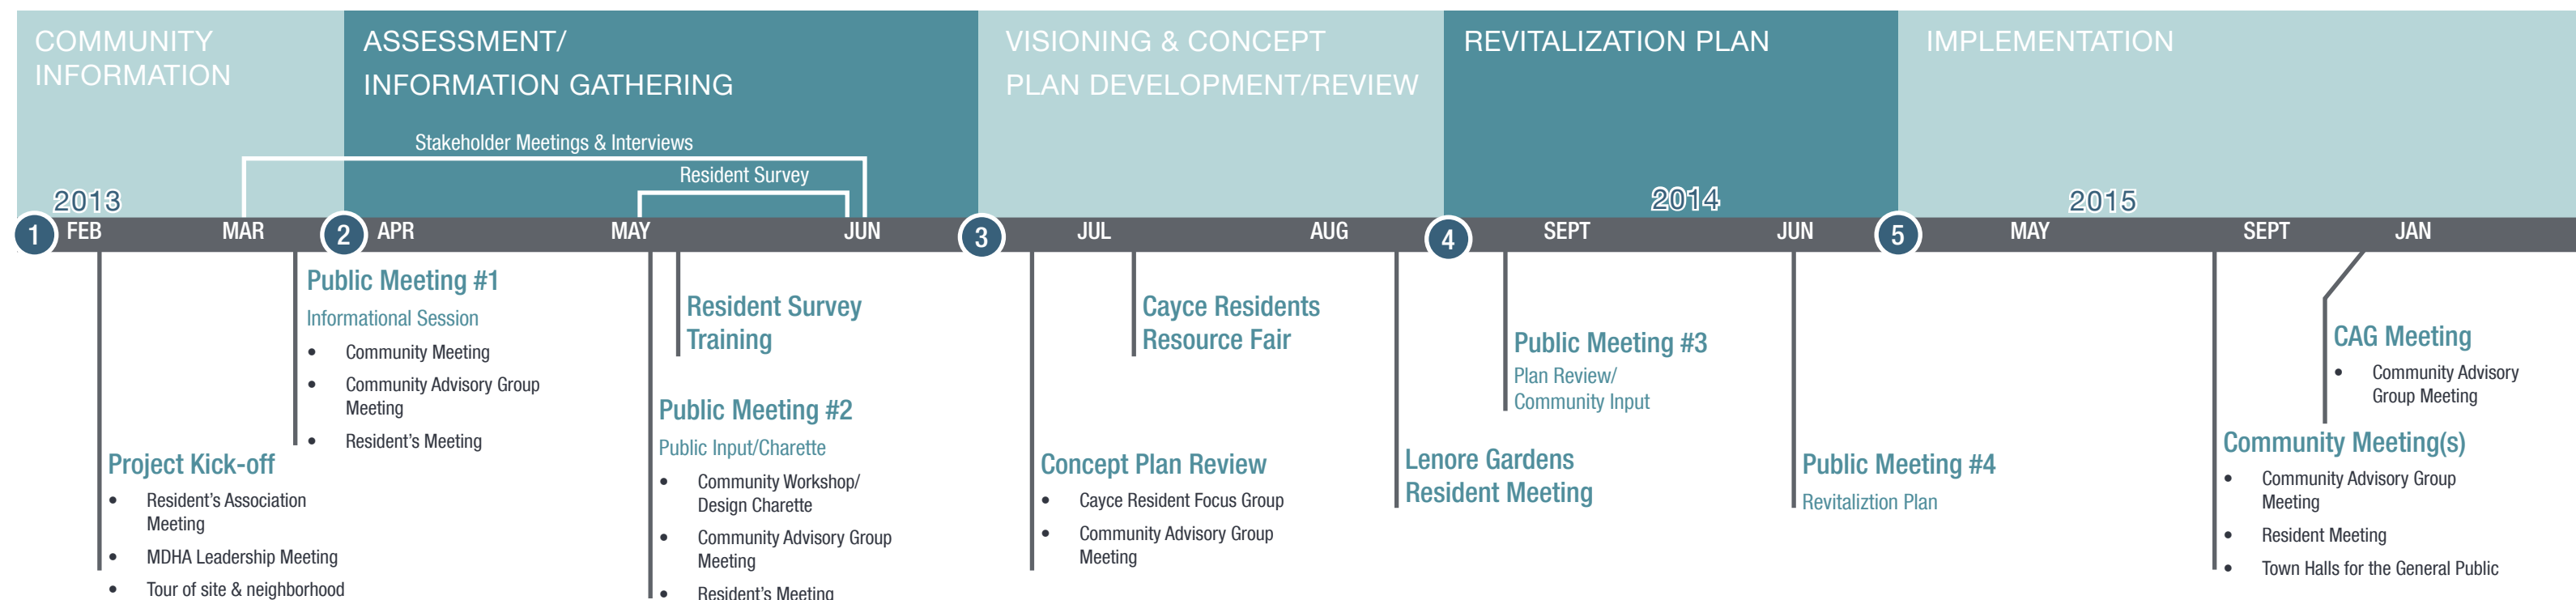 COMMUNITY
INFORMATION
ASSESSMENT/
INFORMATION GATHERING
VISIONING & CONCEPT
PLAN DEVELOPMENT/REVIEW
REVITALIZATION PLAN
IMPLEMENTATION
Stakeholder Meetings & Interviews
Resident Survey
2013
2014
2015
1 FEB MAR 2 APR MAY JUN 3 JUL AUG 4 SEPT JUN 5 MAY SEPT JAN
Project Kick-off
• Resident's Association
Meeting
• MDHA Leadership Meeting
• Tour of site & neighborhood
Public Meeting #1
Informational Session
• Community Meeting
• Community Advisory Group
Meeting
• Resident's Meeting
Resident Survey
Training
Public Meeting #2
Public Input/Charette
• Community Workshop/
Design Charette
• Community Advisory Group
Meeting
• Resident's Meeting
Concept Plan Review
• Cayce Resident Focus Group
• Community Advisory Group
Meeting
Cayce Residents
Resource Fair
Lenore Gardens
Resident Meeting
Public Meeting #3
Plan Review/
Community Input
Public Meeting #4
Revitaliztion Plan
Community Meeting(s)
• Community Advisory Group
Meeting
• Resident Meeting
• Town Halls for the General Public
CAG Meeting
• Community Advisory
Group Meeting